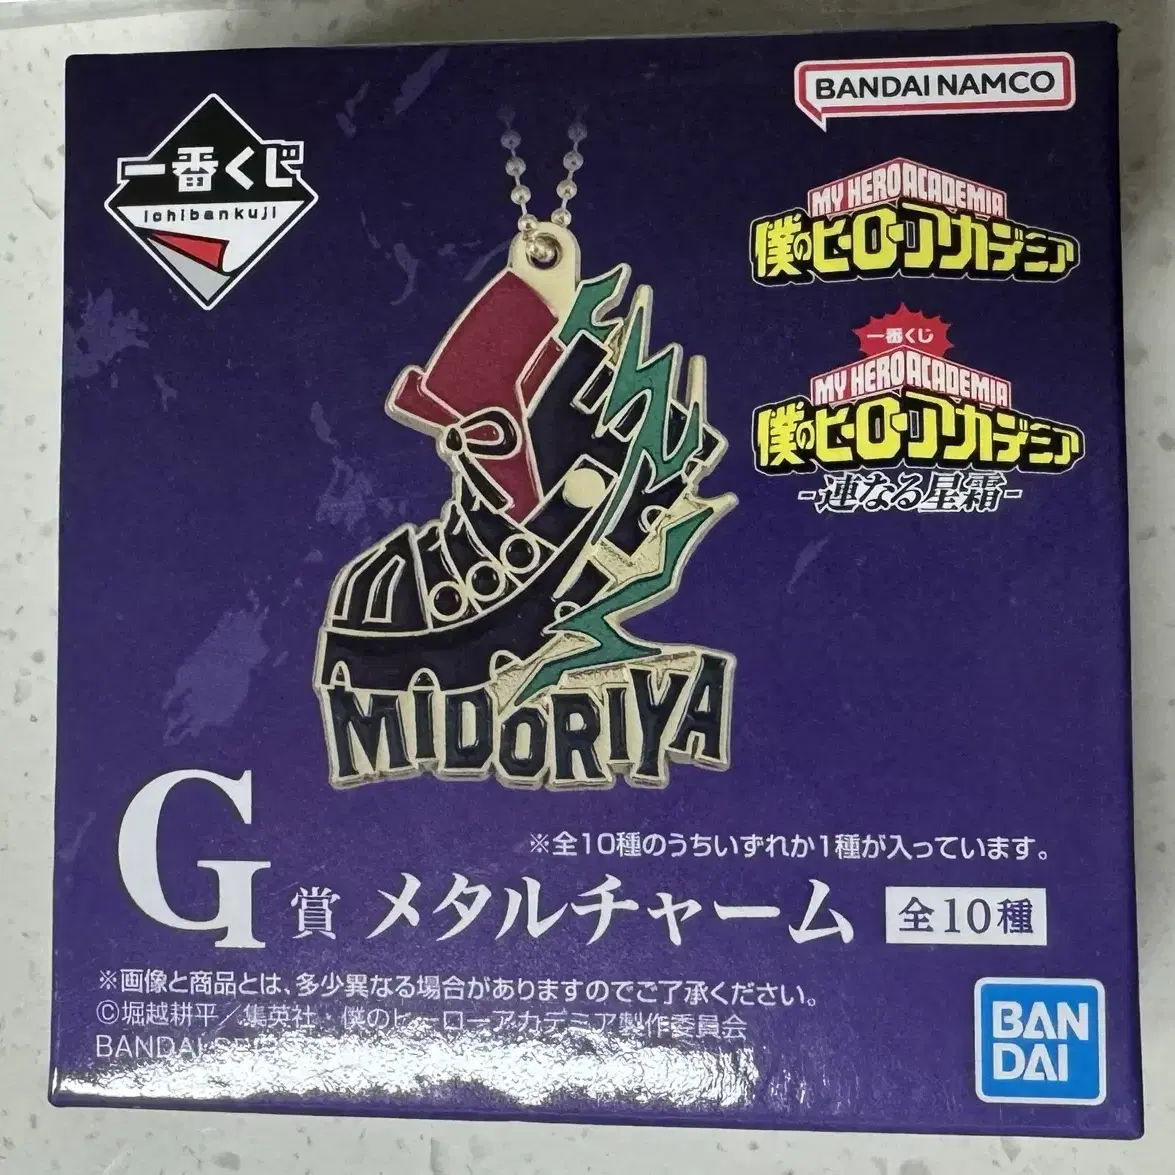 BANDAI NAMCO
一番くじ
ichibankuji
MY HERO ACADEMIA
僕のヒーローアカデミア
一番くじ
MY HERO ACADEMIA
僕のヒーローアカデミア
-連なる星霜-
MIDORIYA
※全10種のうちいずれか1種が入っています。
G賞 メタルチャーム 全10種
※画像と商品とは、多少異なる場合がありますのでご了承ください。
©堀越耕平／集英社・僕のヒーローアカデミア製作委員会
BANDAI
BAN
DAI